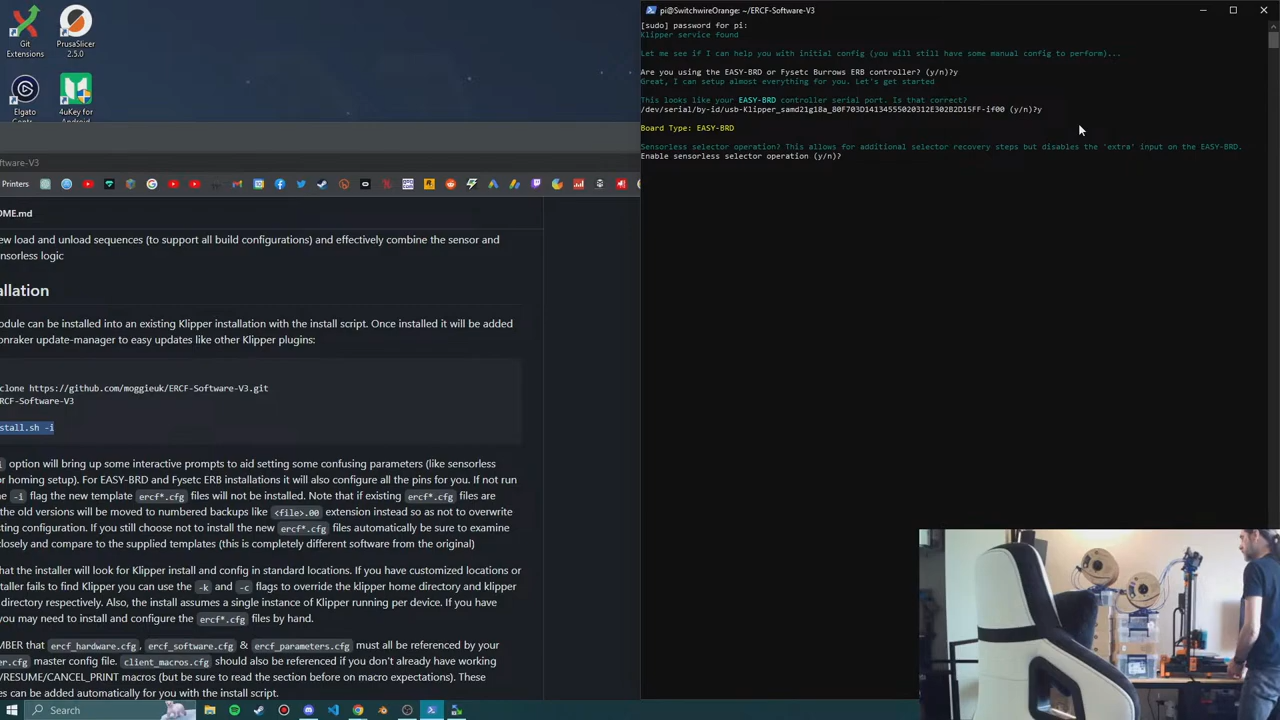 Git
Extensions
PrusaSlicer
2.5.0
Elgato
Contr...
4uKey for
Android
oftware-V3
Printers
OME.md
ew load and unload sequences (to support all build configurations) and effectively combine the sensor and
ensorless logic
allation
odule can be installed into an existing Klipper installation with the install script. Once installed it will be added
onraker update-manager to easy updates like other Klipper plugins:
clone https://github.com/moggieuk/ERCF-Software-V3.git
ERCF-Software-V3
stall.sh -i
i option will bring up some interactive prompts to aid setting some confusing parameters (like sensorless
or homing setup). For EASY-BRD and Fysetc ERB installations it will also configure all the pins for you. If not run
he -i flag the new template ercf*.cfg files will not be installed. Note that if existing ercf*.cfg files are
the old versions will be moved to numbered backups like <file>.00 extension instead so as not to overwrite
isting configuration. If you still choose not to install the new ercf*.cfg files automatically be sure to examine
closely and compare to the supplied templates (this is completely different software from the original)
hat the installer will look for Klipper install and config in standard locations. If you have customized locations or
staller fails to find Klipper you can use the -k and -c flags to override the klipper home directory and klipper
directory respectively. Also, the install assumes a single instance of Klipper running per device. If you have
you may need to install and configure the ercf*.cfg files by hand.
MBER that ercf_hardware.cfg, ercf_software.cfg & ercf_parameters.cfg must all be referenced by your
er.cfg master config file. client_macros.cfg should also be referenced if you don't already have working
/RESUME/CANCEL_PRINT macros (but be sure to read the section before on macro expectations). These
es can be added automatically for you with the install script.
Search
pi@SwitchwireOrange: ~/ERCF-Software-V3
[sudo] password for pi:
Klipper service found
Let me see if I can help you with initial config (you will still have some manual config to perform)...
Are you using the EASY-BRD or Fysetc Burrows ERB controller? (y/n)?y
Great, I can setup almost everything for you. Let's get started
This looks like your EASY-BRD controller serial port. Is that correct?
/dev/serial/by-id/usb-Klipper_samd21g18a_80F703D14134555020312E302B2D15FF-if00 (y/n)?y
Board Type: EASY-BRD
Sensorless selector operation? This allows for additional selector recovery steps but disables the 'extra' input on the EASY-BRD.
Enable sensorless selector operation (y/n)?